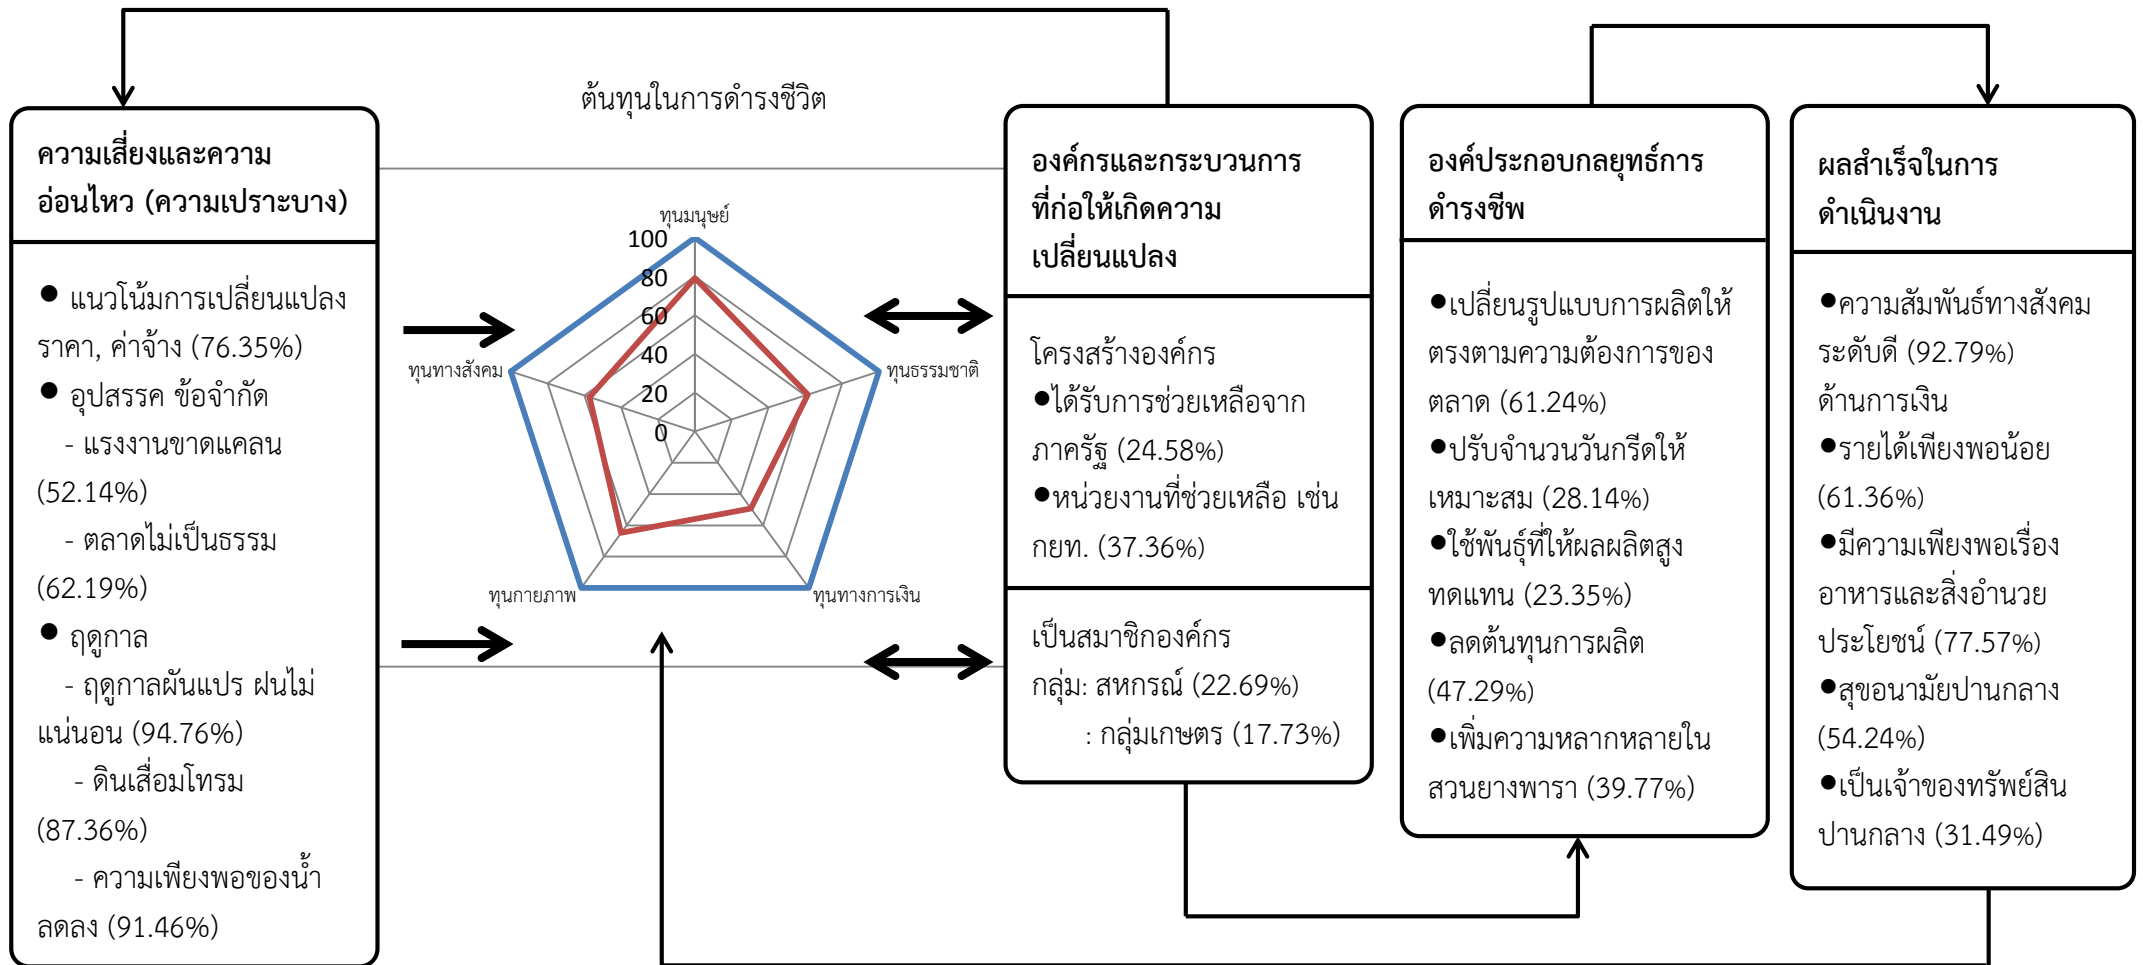 ต้นทุนในการดำรงชีวิต
ความเสี่ยงและความ
อ่อนไหว (ความเปราะบาง)
● แนวโน้มการเปลี่ยนแปลง
ราคา, ค่าจ้าง (76.35%)
● อุปสรรค ข้อจำกัด
- แรงงานขาดแคลน
(52.14%)
- ตลาดไม่เป็นธรรม
(62.19%)
● ฤดูกาล
- ฤดูกาลผันแปร ฝนไม่
แน่นอน (94.76%)
- ดินเสื่อมโทรม
(87.36%)
- ความเพียงพอของน้ำ
ลดลง (91.46%)
ทุนมนุษย์
100
80
60
40
20
0
ทุนทางสังคม
ทุนธรรมชาติ
ทุนกายภาพ
ทุนทางการเงิน
องค์กรและกระบวนการ
ที่ก่อให้เกิดความ
เปลี่ยนแปลง
โครงสร้างองค์กร
●ได้รับการช่วยเหลือจาก
ภาครัฐ (24.58%)
●หน่วยงานที่ช่วยเหลือ เช่น
กยท. (37.36%)
เป็นสมาชิกองค์กร
กลุ่ม: สหกรณ์ (22.69%)
: กลุ่มเกษตร (17.73%)
องค์ประกอบกลยุทธ์การ
ดำรงชีพ
●เปลี่ยนรูปแบบการผลิตให้
ตรงตามความต้องการของ
ตลาด (61.24%)
●ปรับจำนวนวันกรีดให้
เหมาะสม (28.14%)
●ใช้พันธุ์ที่ให้ผลผลิตสูง
ทดแทน (23.35%)
●ลดต้นทุนการผลิต
(47.29%)
●เพิ่มความหลากหลายใน
สวนยางพารา (39.77%)
ผลสำเร็จในการ
ดำเนินงาน
●ความสัมพันธ์ทางสังคม
ระดับดี (92.79%)
ด้านการเงิน
●รายได้เพียงพอน้อย
(61.36%)
●มีความเพียงพอเรื่อง
อาหารและสิ่งอำนวย
ประโยชน์ (77.57%)
●สุขอนามัยปานกลาง
(54.24%)
●เป็นเจ้าของทรัพย์สิน
ปานกลาง (31.49%)